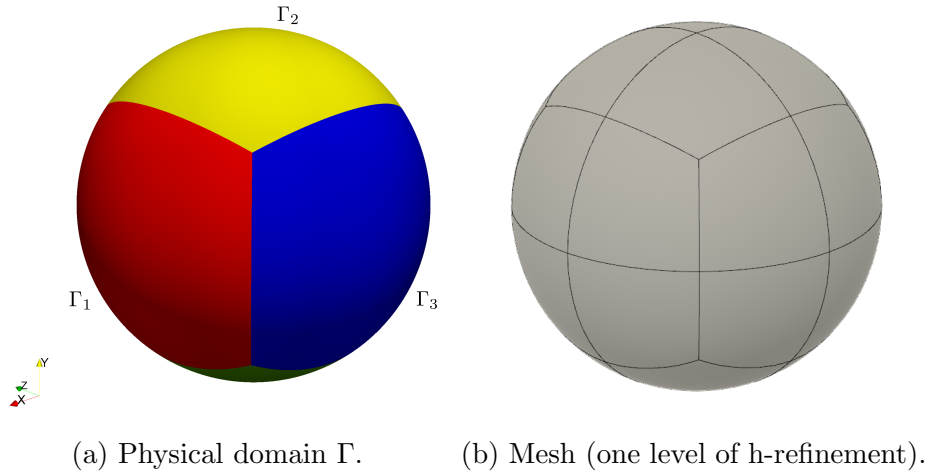 Γ₂
Γ₁
Γ₃
Y
Z
X
(a) Physical domain Γ.
(b) Mesh (one level of h-refinement).